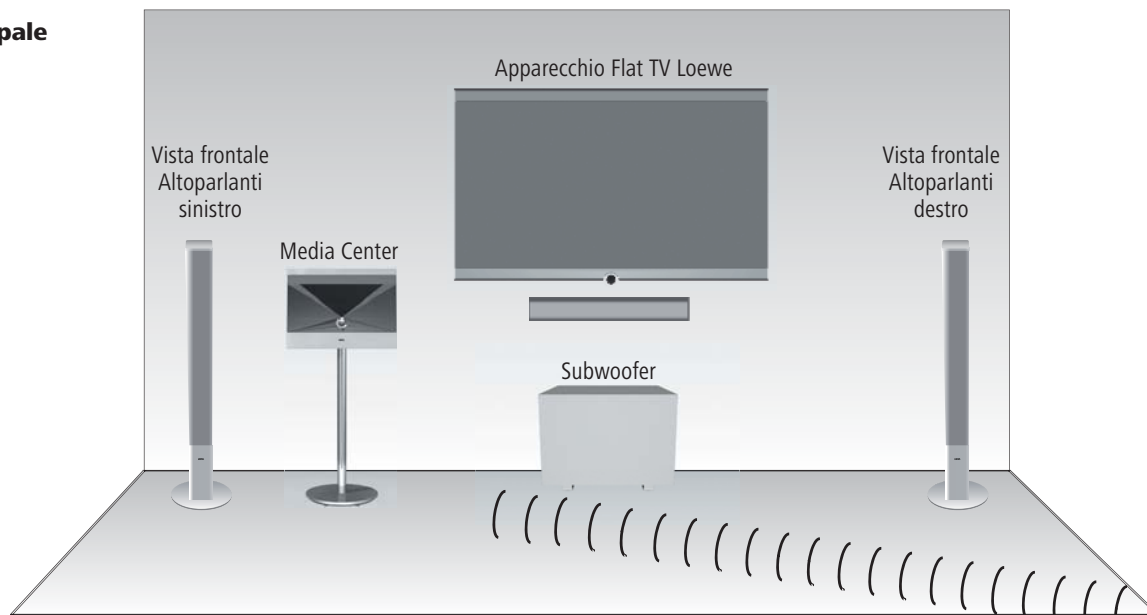 pale
Apparecchio Flat TV Loewe
Vista frontale
Altoparlanti
sinistro
Vista frontale
Altoparlanti
destro
Media Center
Subwoofer